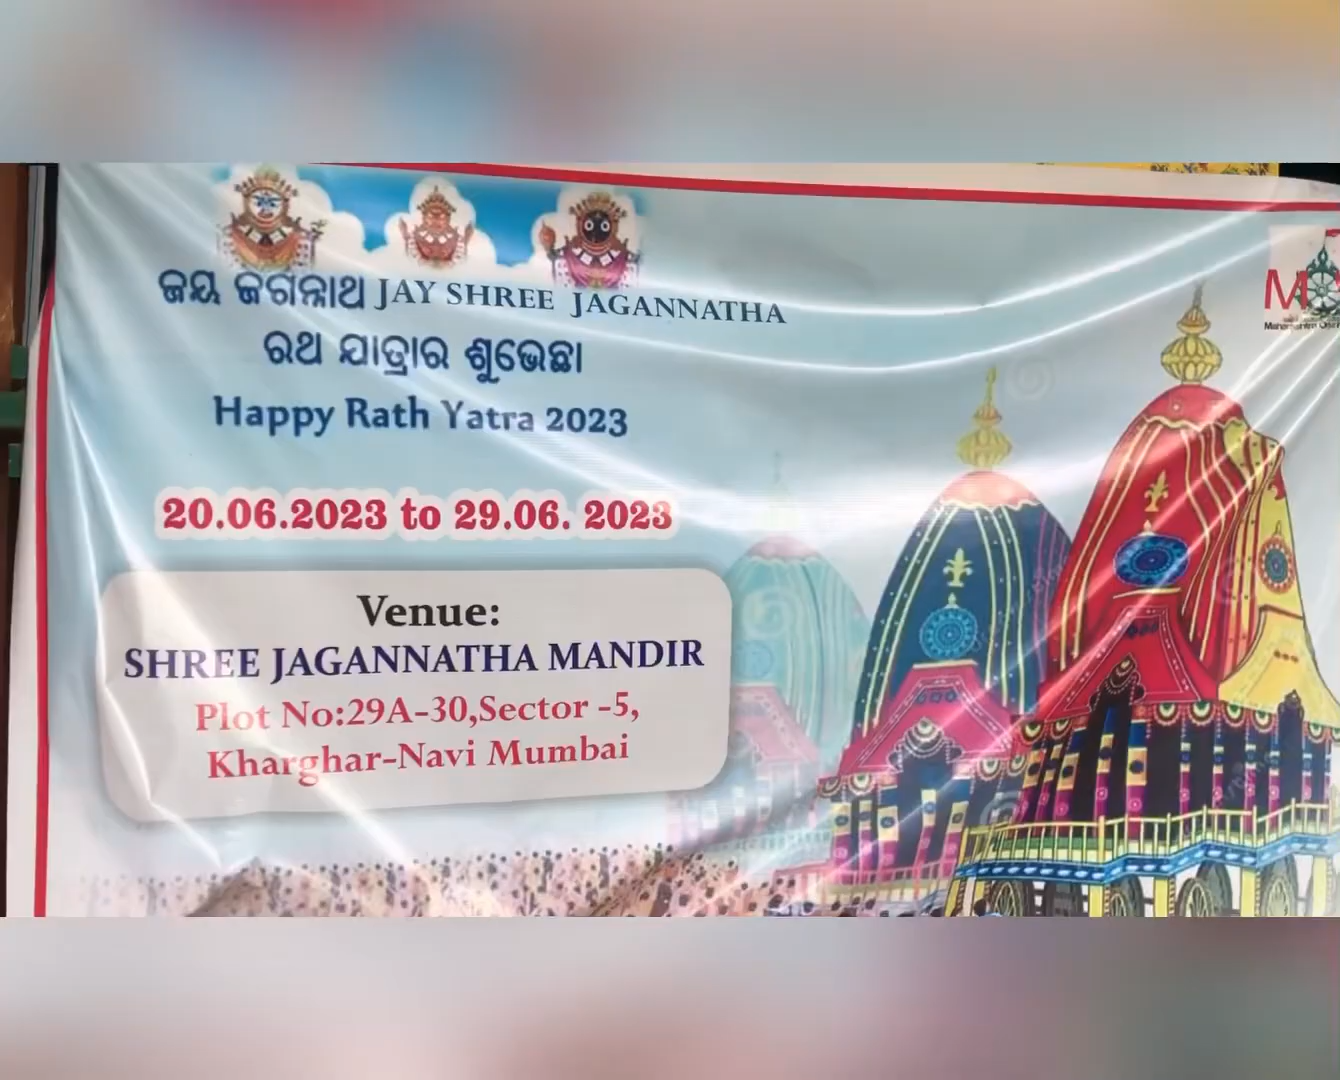 ଜୟ ଜଗନ୍ନାଥ JAY SHREE JAGANNATHA
ରଥ ଯାତ୍ରାର ଶୁଭେଚ୍ଛା
Happy Rath Yatra 2023
20.06.2023 to 29.06. 2023
Venue:
SHREE JAGANNATHA MANDIR
Plot No:29A-30,Sector -5,
Kharghar-Navi Mumbai